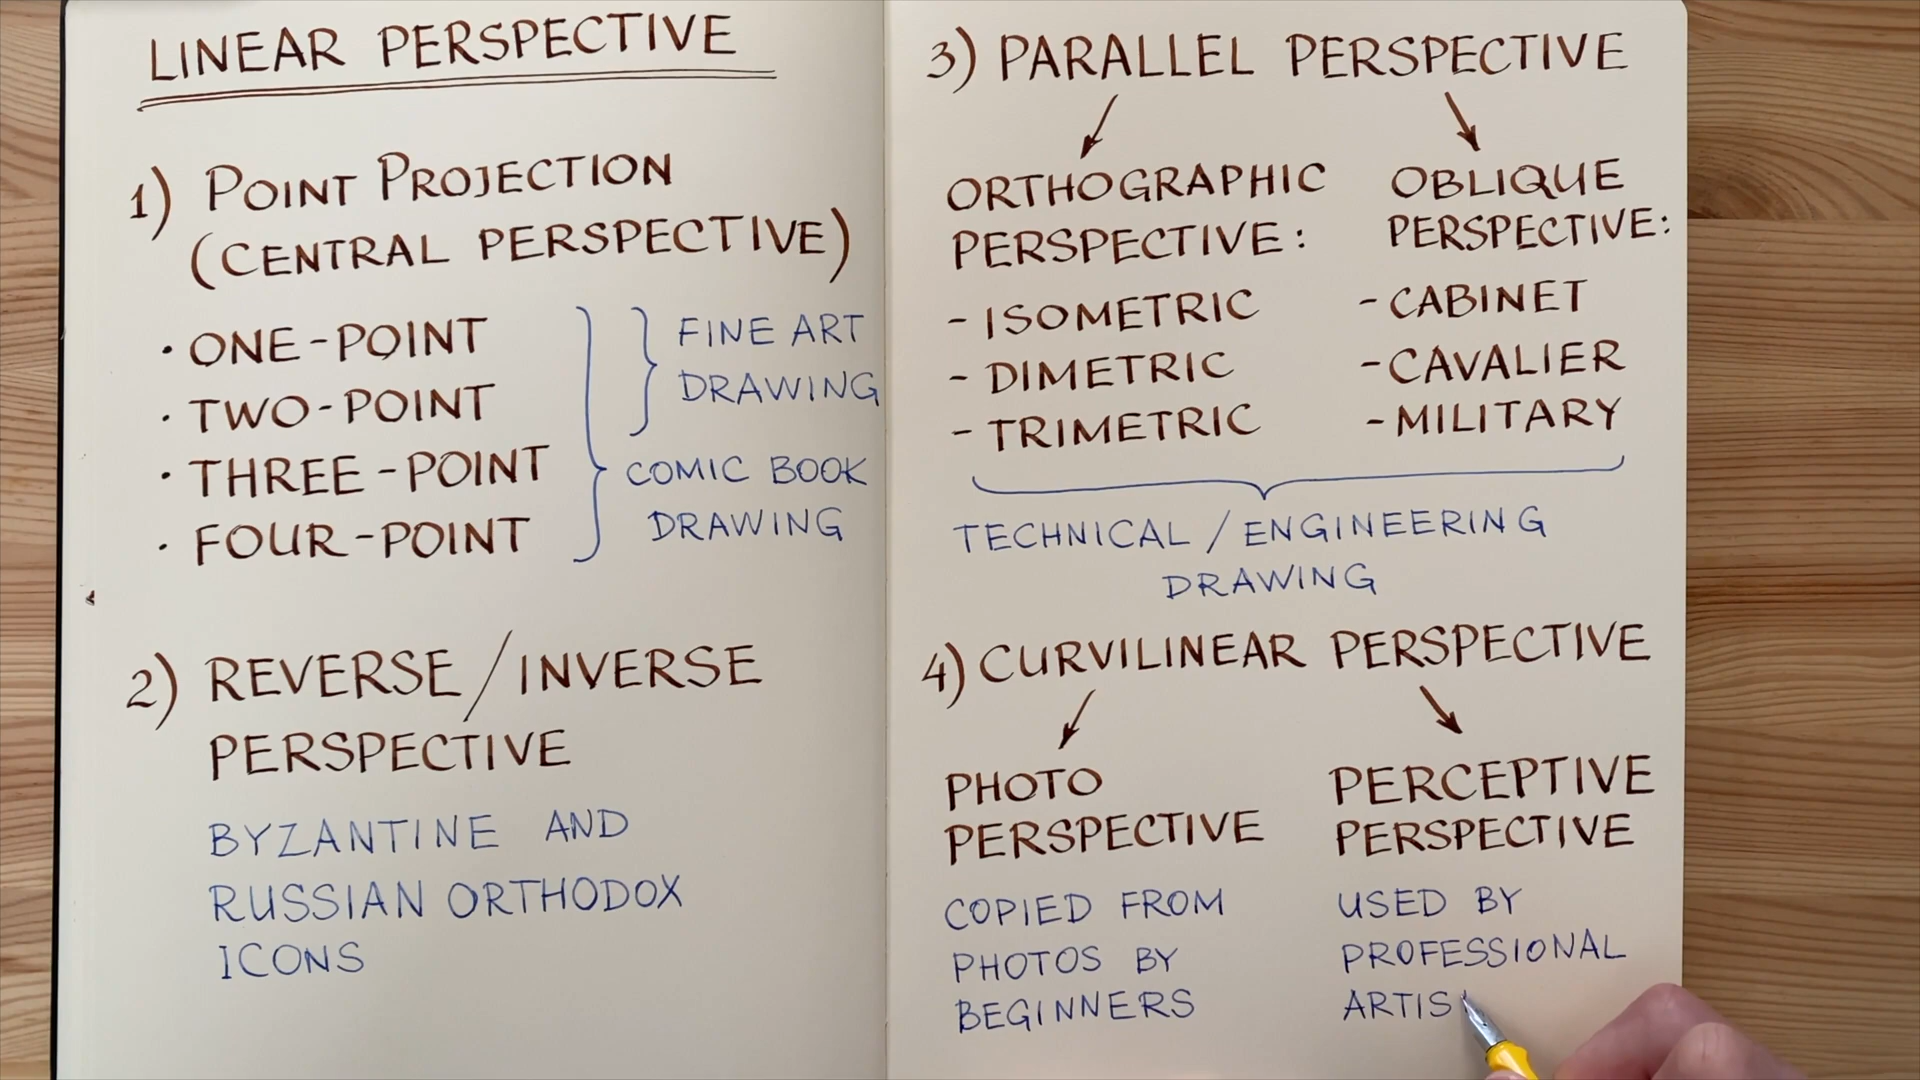 LINEAR PERSPECTIVE
1) POINT PROJECTION
(CENTRAL PERSPECTIVE)
· ONE-POINT
· TWO-POINT
· THREE-POINT
· FOUR-POINT
FINE ART
DRAWING
COMIC BOOK
DRAWING
2) REVERSE/INVERSE
PERSPECTIVE
BYZANTINE AND
RUSSIAN ORTHODOX
ICONS
3) PARALLEL PERSPECTIVE
ORTHOGRAPHIC
PERSPECTIVE:
- ISOMETRIC
- DIMETRIC
- TRIMETRIC
OBLIQUE
PERSPECTIVE:
- CABINET
- CAVALIER
- MILITARY
TECHNICAL / ENGINEERING
DRAWING
4) CURVILINEAR PERSPECTIVE
PHOTO
PERSPECTIVE
COPIED FROM
PHOTOS BY
BEGINNERS
PERCEPTIVE
PERSPECTIVE
USED BY
PROFESSIONAL
ARTIS